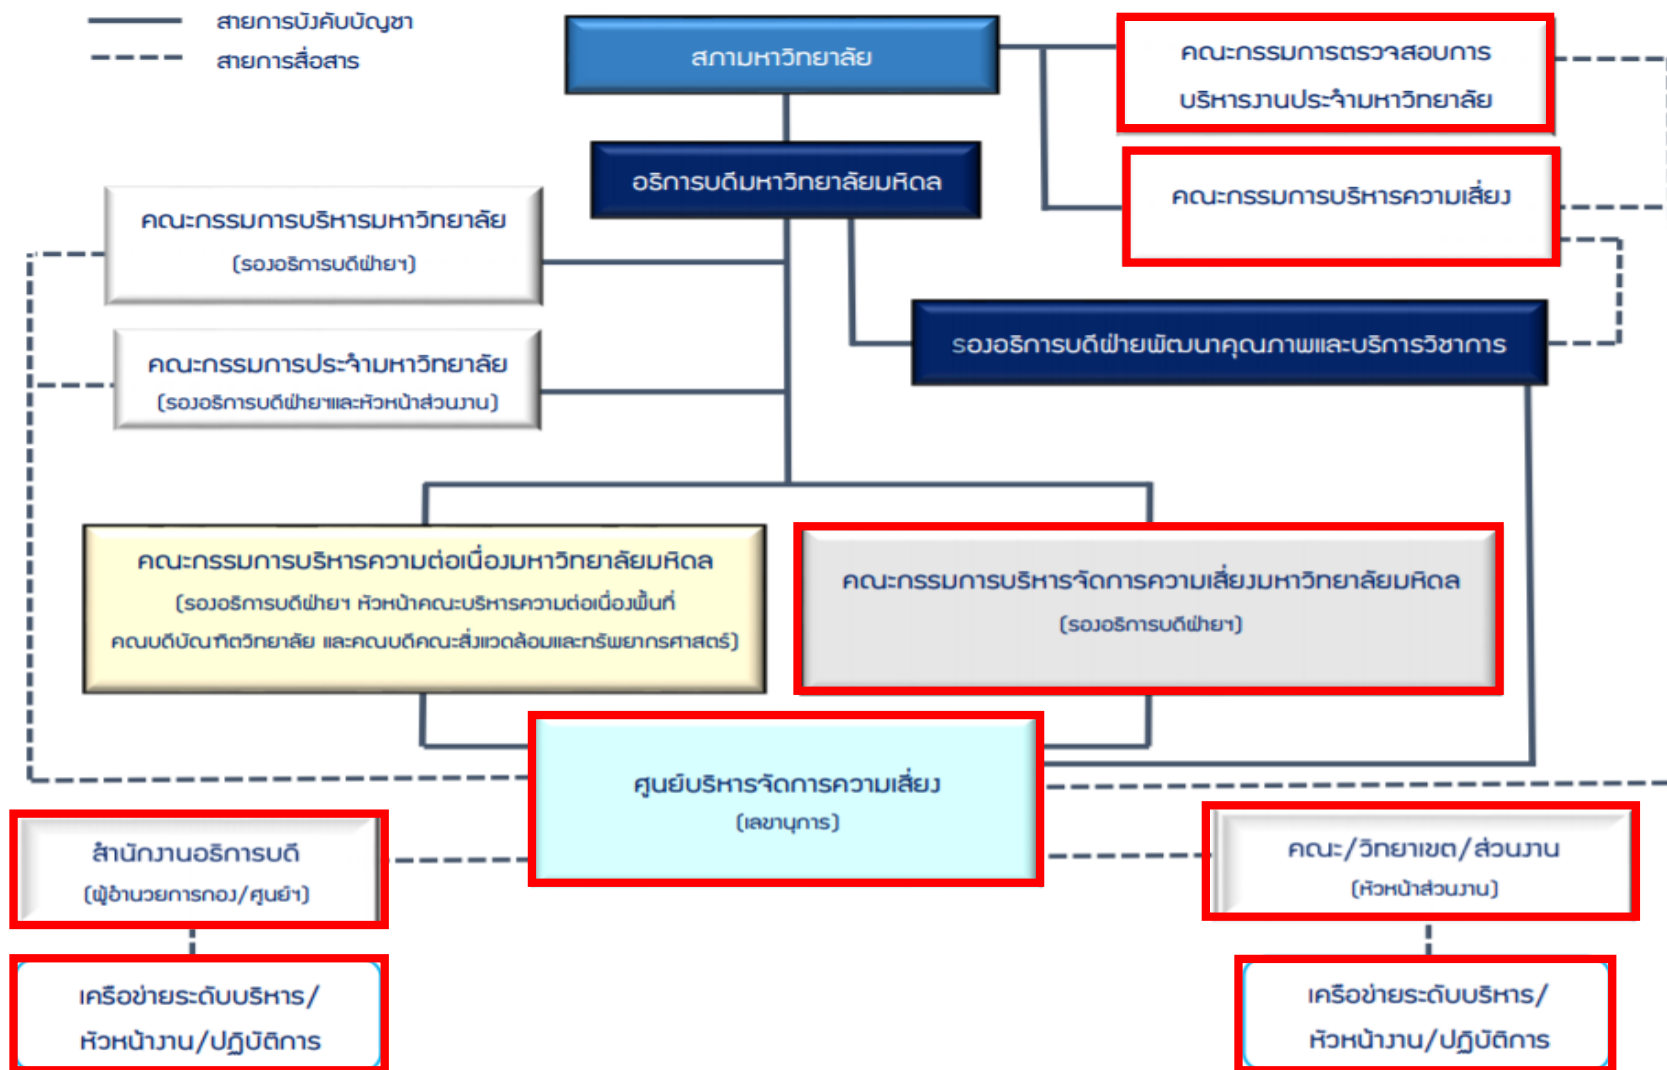 สายการบังคับบัญชา
สายการสื่อสาร
สภามหาวิทยาลัย
คณะกรรมการตรวจสอบการ
บริหารงานประจำมหาวิทยาลัย
อธิการบดีมหาวิทยาลัยมหิดล
คณะกรรมการบริหารความเสี่ยง
คณะกรรมการบริหารมหาวิทยาลัย
(รองอธิการบดีฝ่ายฯ)
รองอธิการบดีฝ่ายพัฒนาคุณภาพและบริการวิชาการ
คณะกรรมการประจำมหาวิทยาลัย
(รองอธิการบดีฝ่ายฯและหัวหน้าส่วนงาน)
คณะกรรมการบริหารความต่อเนื่องมหาวิทยาลัยมหิดล
(รองอธิการบดีฝ่ายฯ หัวหน้าคณะบริหารความต่อเนื่องพื้นที่
คณบดีบัณฑิตวิทยาลัย และคณบดีคณะสิ่งแวดล้อมและทรัพยากรศาสตร์)
คณะกรรมการบริหารจัดการความเสี่ยงมหาวิทยาลัยมหิดล
(รองอธิการบดีฝ่ายฯ)
ศูนย์บริหารจัดการความเสี่ยง
(เลขานุการ)
สำนักงานอธิการบดี
(ผู้อำนวยการกอง/ศูนย์ฯ)
คณะ/วิทยาเขต/ส่วนงาน
(หัวหน้าส่วนงาน)
เครือข่ายระดับบริหาร/
หัวหน้างาน/ปฏิบัติการ
เครือข่ายระดับบริหาร/
หัวหน้างาน/ปฏิบัติการ